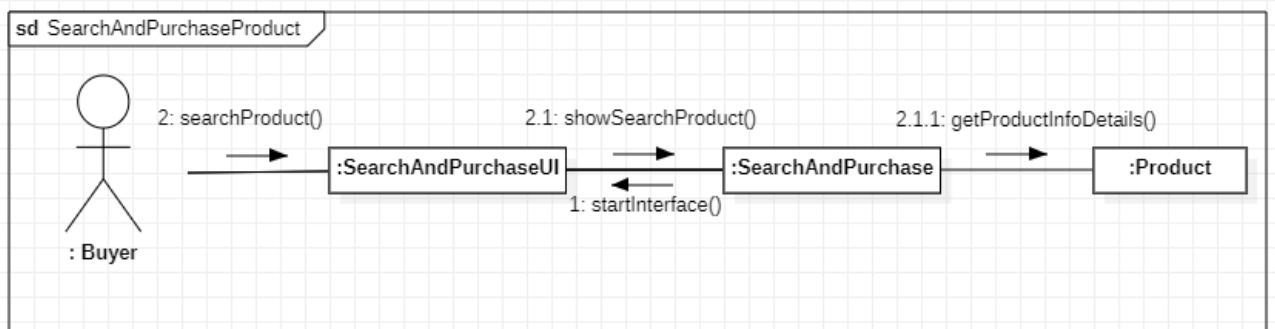 sd SearchAndPurchaseProduct
2: searchProduct()
2.1: showSearchProduct()
2.1.1: getProductInfoDetails()
:SearchAndPurchaseUI
:SearchAndPurchase
:Product
1: startInterface()
: Buyer